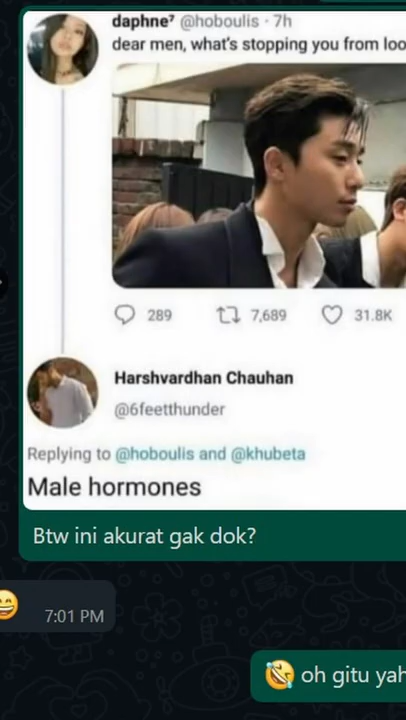 daphne⁷ @hoboulis · 7h
dear men, what's stopping you from loo
289 7,689 31.8K
Harshvardhan Chauhan
@6feetthunder
Replying to @hoboulis and @khubeta
Male hormones
Btw ini akurat gak dok?
7:01 PM
oh gitu yah